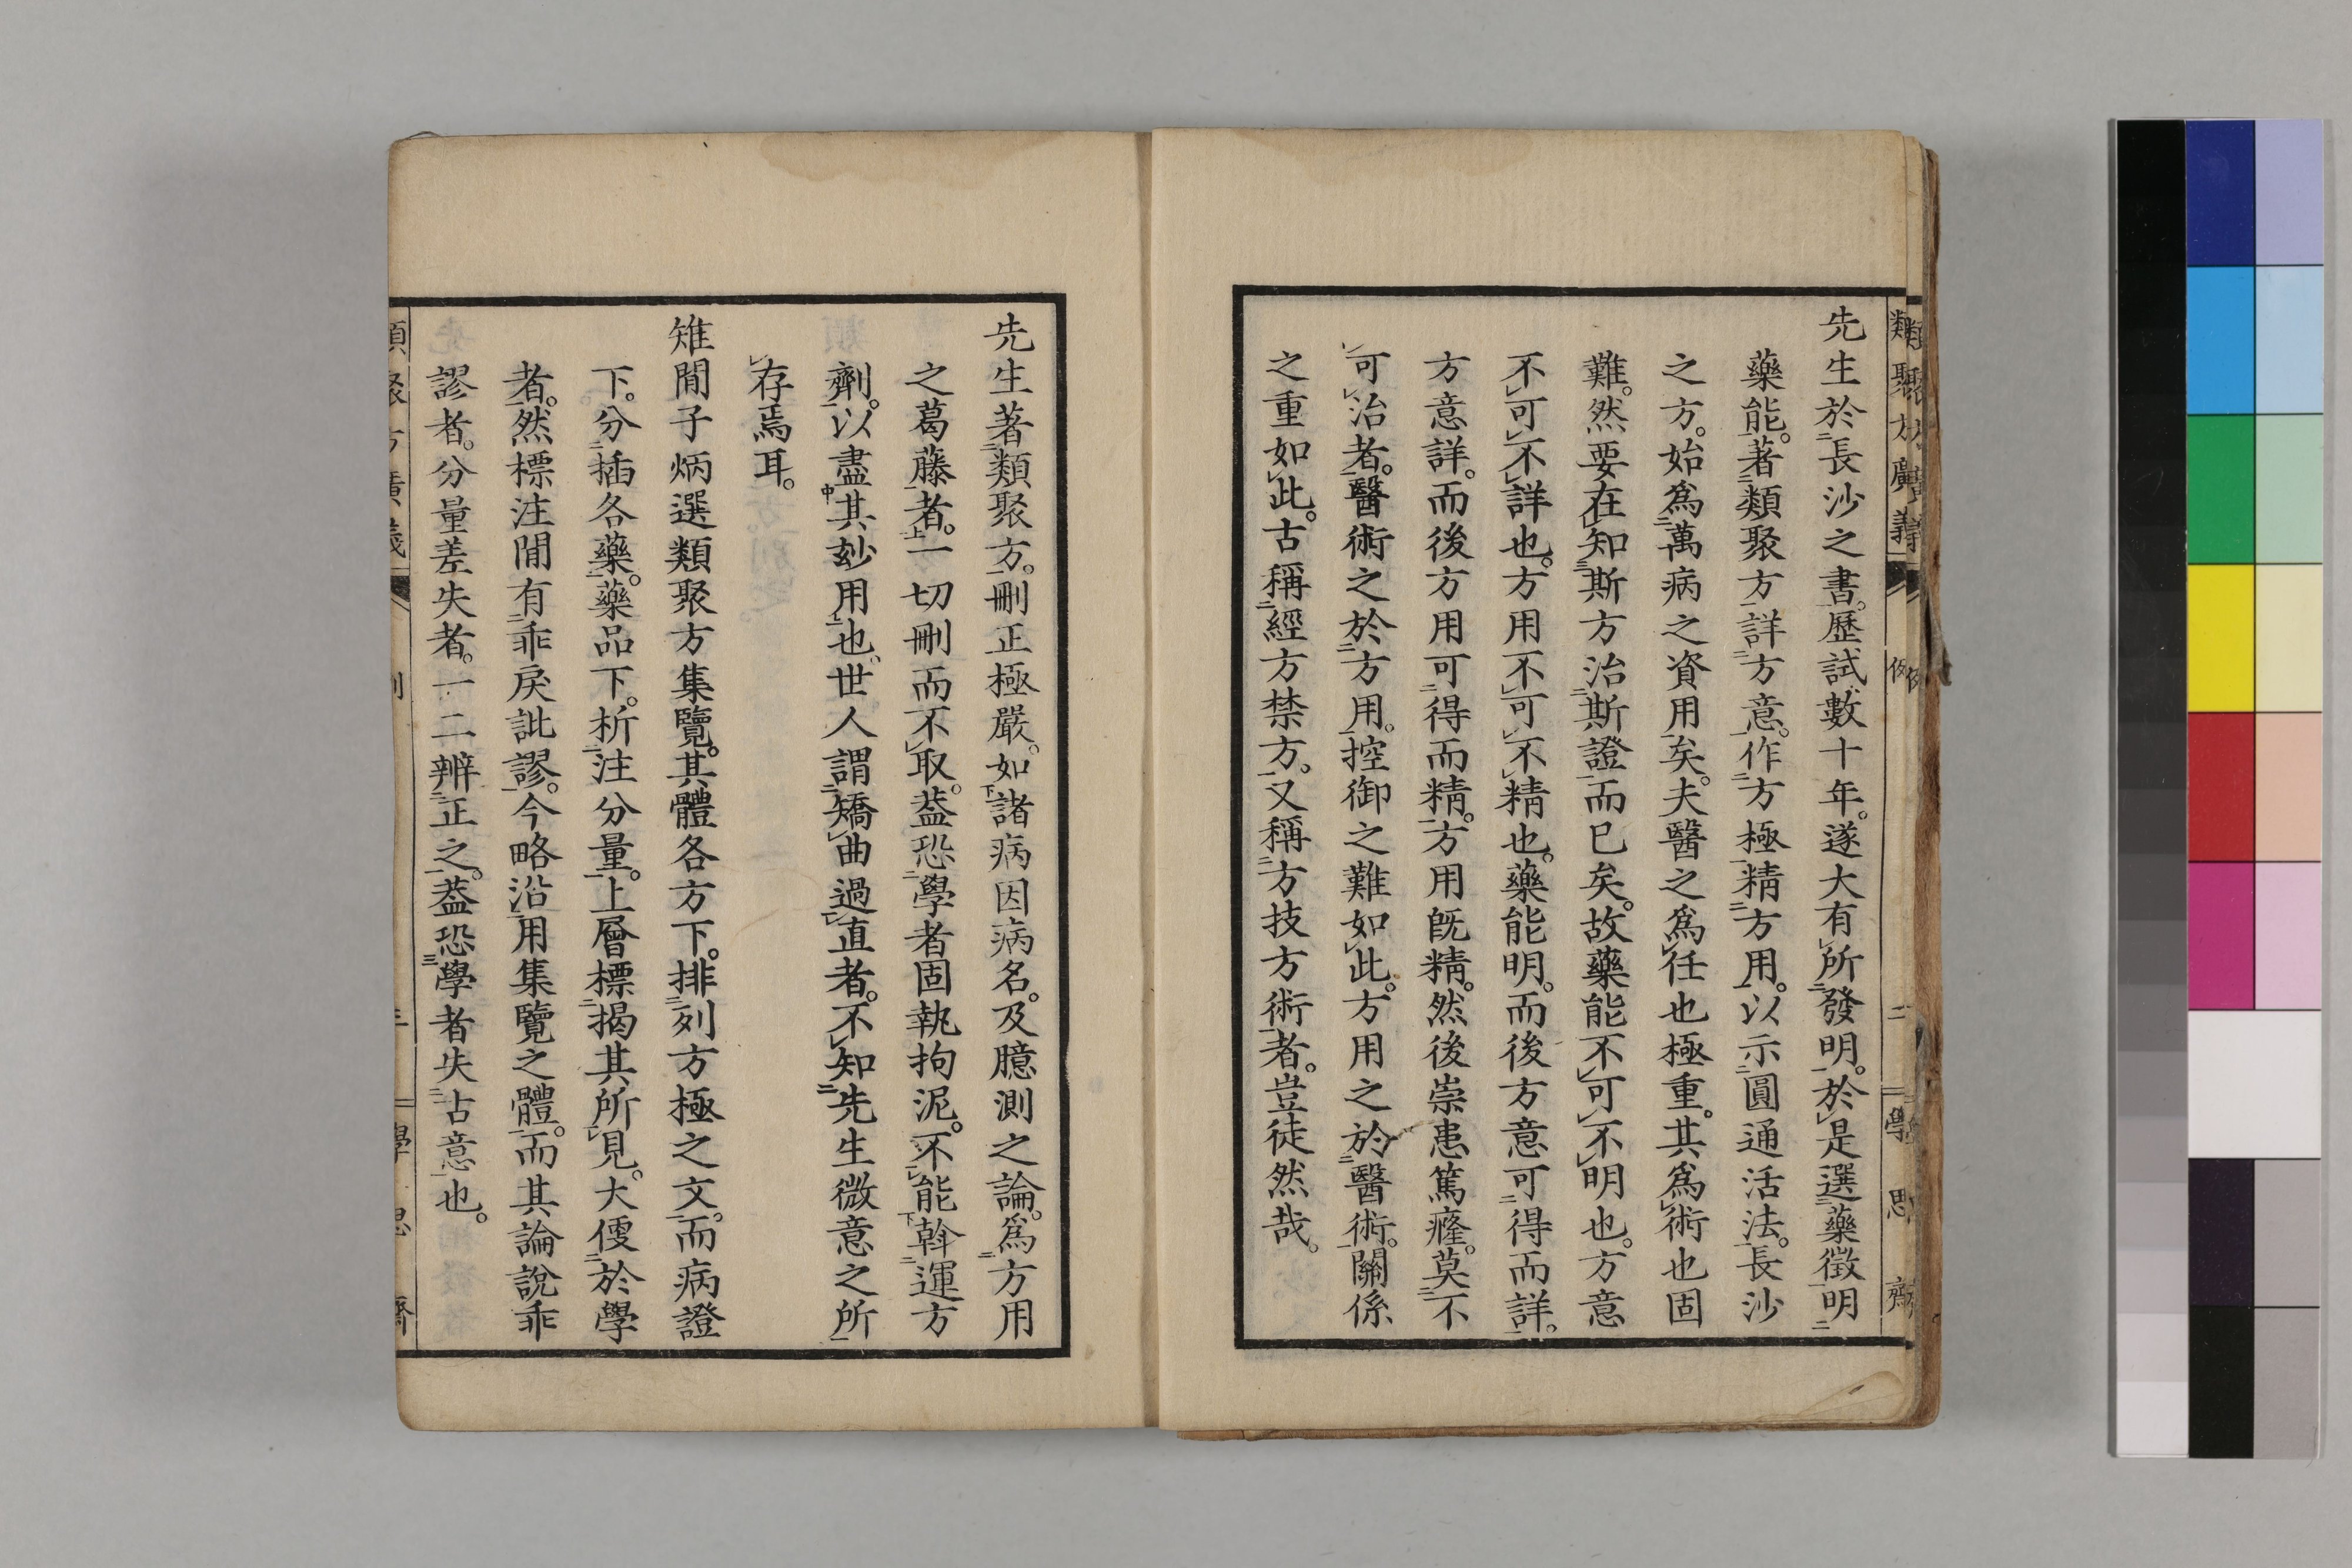 類聚方廣義 例 二 學思齋
先生於長沙之書。歷試數十年。遂大有所發明。於是選藥徵明
藥能。著類聚方詳方意。作方極精方用。以示圓通活法。長沙
之方。始爲萬病之資用矣。夫醫之爲任也極重。其爲術也固
難。然要在知斯方治斯證而已矣。故藥能不可不明也。方意
不可不詳也。方用不可不精也。藥能明。而後方意可得而詳。
方意詳。而後方用可得而精。方用既精。然後崇患篤癃。莫不
可治者。醫術之於方用。控御之難如此。方用之於醫術。關係
之重如此。古稱經方禁方。又稱方技方術者。豈徒然哉。
先生著類聚方。刪正極嚴。如諸病因病名。及臆測之論。爲方用
之葛藤者。一切刪而不取。葢恐學者固執拘泥。不能斡運方
劑。以盡其玅用也。世人謂矯曲過直者。不知先生微意之所
存焉耳。
雉間子炳選類聚方集覽。其體各方下。排列方極之文。而病證
下。分插各藥。藥品下。析注分量。上層標揭其所見。大優於學
者。然標注間有乖戾訛謬。今略沿用集覽之體。而其論說乖
謬者。分量差失者。一二辨正之。葢恐學者失古意也。